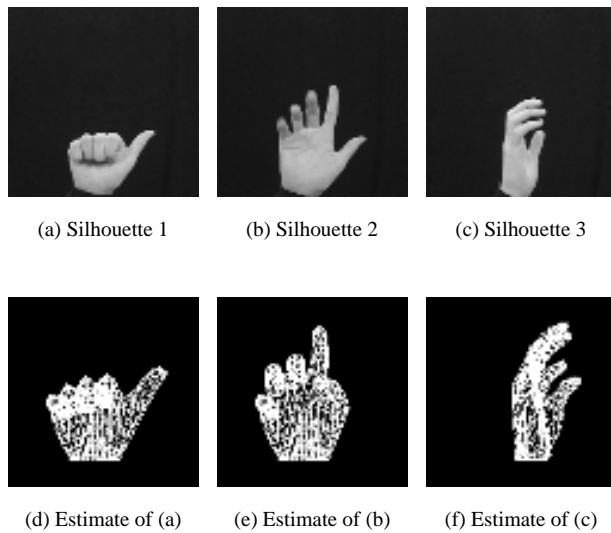 (a) Silhouette 1
(b) Silhouette 2
(c) Silhouette 3
(d) Estimate of (a)
(e) Estimate of (b)
(f) Estimate of (c)